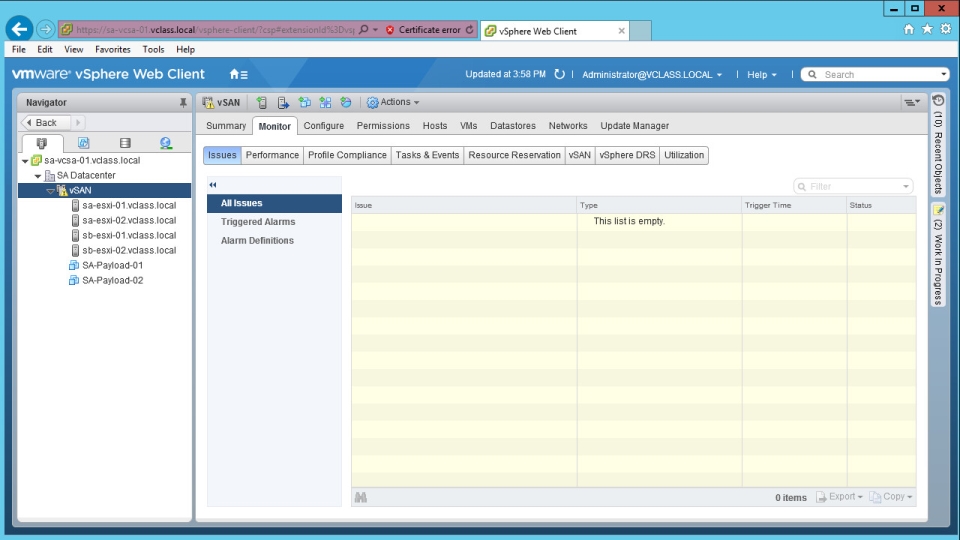 https://sa-vcsa-01.vclass.local/vsphere-client/?csp#extensionId%3Dvsp
Certificate error
vSphere Web Client
File Edit View Favorites Tools Help
vmware® vSphere Web Client
Updated at 3:58 PM
Administrator@VCLASS.LOCAL
Help
Search
Navigator
Back
sa-vcsa-01.vclass.local
SA Datacenter
vSAN
sa-esxi-01.vclass.local
sa-esxi-02.vclass.local
sb-esxi-01.vclass.local
sb-esxi-02.vclass.local
SA-Payload-01
SA-Payload-02
vSAN
Actions
Summary Monitor Configure Permissions Hosts VMs Datastores Networks Update Manager
Issues Performance Profile Compliance Tasks & Events Resource Reservation vSAN vSphere DRS Utilization
All Issues
Triggered Alarms
Alarm Definitions
Filter
Issue Type Trigger Time Status
This list is empty.
0 items Export Copy
(10) Recent Objects
(2) Work In Progress